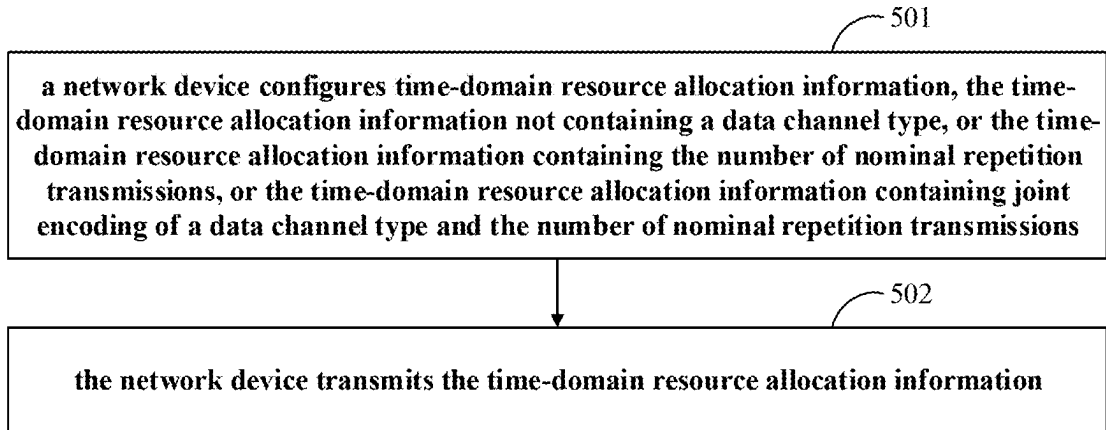 501
a network device configures time-domain resource allocation information, the time-
domain resource allocation information not containing a data channel type, or the time-
domain resource allocation information containing the number of nominal repetition
transmissions, or the time-domain resource allocation information containing joint
encoding of a data channel type and the number of nominal repetition transmissions
502
the network device transmits the time-domain resource allocation information